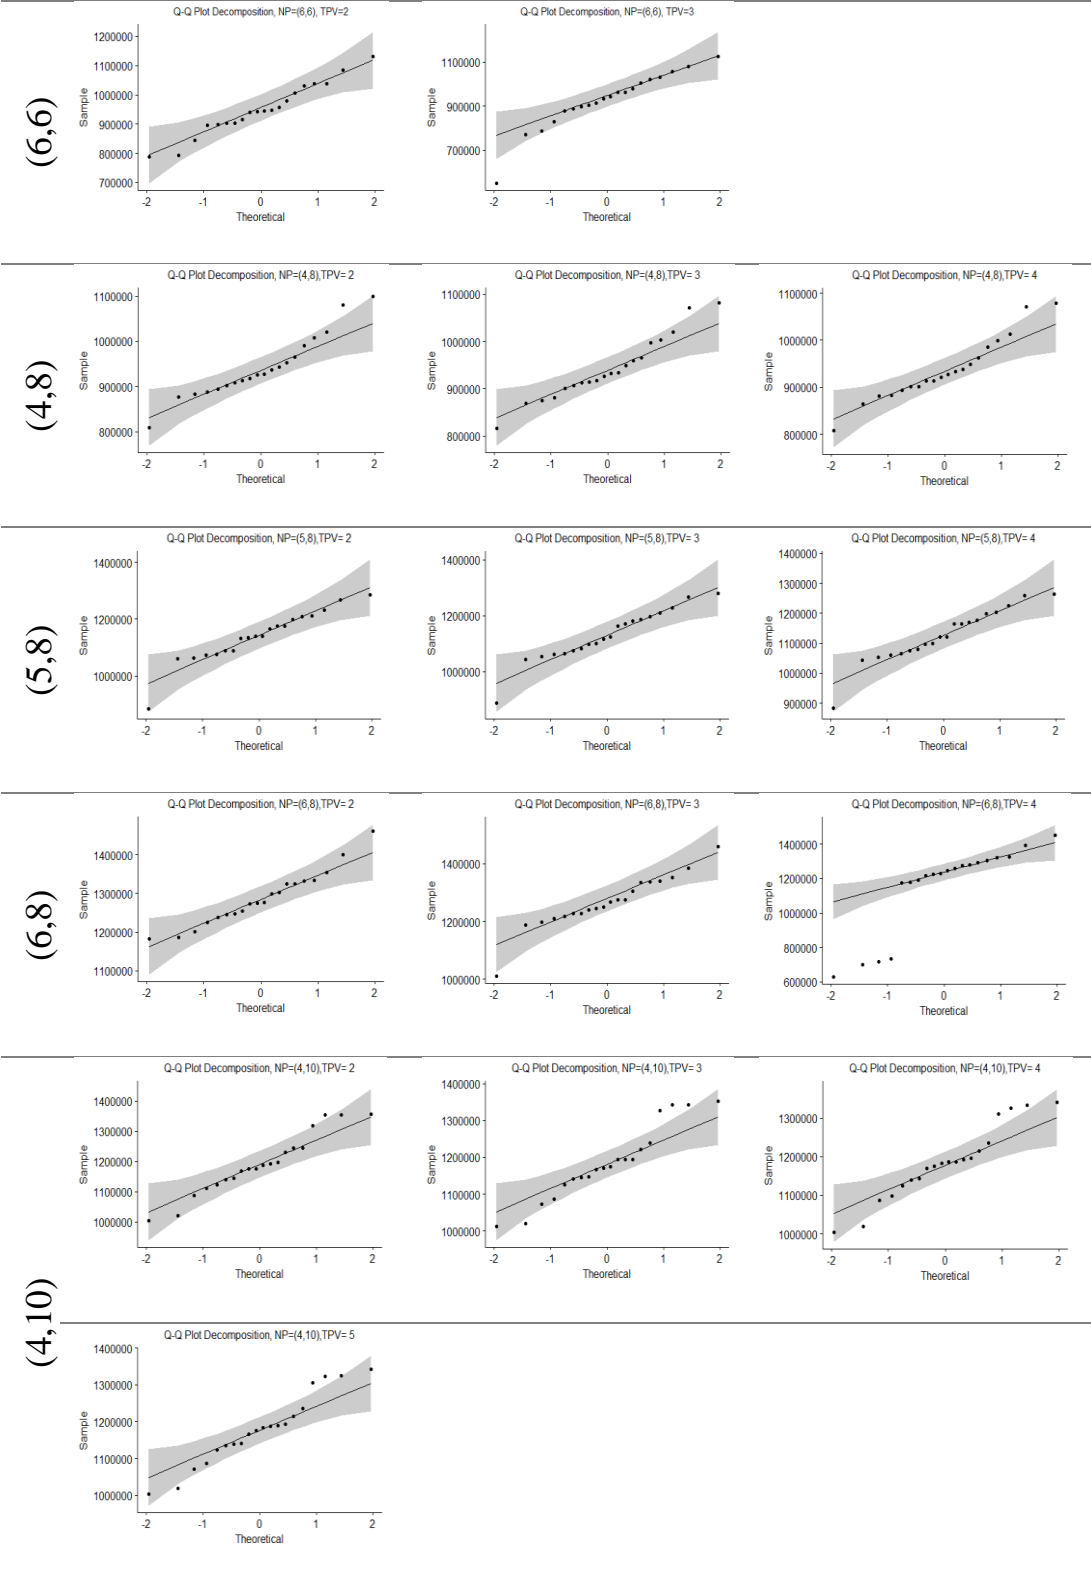 (6,6)
Q-Q Plot Decomposition, NP=(6,6), TPV=2
1200000
1100000
1000000
900000
800000
700000
Sample
-2 -1 0 1 2
Theoretical
Q-Q Plot Decomposition, NP=(6,6), TPV=3
1100000
900000
700000
Sample
-2 -1 0 1 2
Theoretical
(4,8)
Q-Q Plot Decomposition, NP=(4,8),TPV= 2
1100000
1000000
900000
800000
Sample
-2 -1 0 1 2
Theoretical
Q-Q Plot Decomposition, NP=(4,8),TPV= 3
1100000
1000000
900000
800000
Sample
-2 -1 0 1 2
Theoretical
Q-Q Plot Decomposition, NP=(4,8),TPV= 4
1100000
1000000
900000
800000
Sample
-2 -1 0 1 2
Theoretical
(5,8)
Q-Q Plot Decomposition, NP=(5,8),TPV= 2
1400000
1200000
1000000
Sample
-2 -1 0 1 2
Theoretical
Q-Q Plot Decomposition, NP=(5,8),TPV= 3
1400000
1200000
1000000
Sample
-2 -1 0 1 2
Theoretical
Q-Q Plot Decomposition, NP=(5,8),TPV= 4
1400000
1300000
1200000
1100000
1000000
900000
Sample
-2 -1 0 1 2
Theoretical
(6,8)
Q-Q Plot Decomposition, NP=(6,8),TPV= 2
1400000
1300000
1200000
1100000
Sample
-2 -1 0 1 2
Theoretical
Q-Q Plot Decomposition, NP=(6,8),TPV= 3
1400000
1200000
1000000
Sample
-2 -1 0 1 2
Theoretical
Q-Q Plot Decomposition, NP=(6,8),TPV= 4
1400000
1200000
1000000
800000
600000
Sample
-2 -1 0 1 2
Theoretical
(4,10)
Q-Q Plot Decomposition, NP=(4,10),TPV= 2
1400000
1300000
1200000
1100000
1000000
Sample
-2 -1 0 1 2
Theoretical
Q-Q Plot Decomposition, NP=(4,10),TPV= 3
1400000
1300000
1200000
1100000
1000000
Sample
-2 -1 0 1 2
Theoretical
Q-Q Plot Decomposition, NP=(4,10),TPV= 4
1300000
1200000
1100000
1000000
Sample
-2 -1 0 1 2
Theoretical
Q-Q Plot Decomposition, NP=(4,10),TPV= 5
1400000
1300000
1200000
1100000
1000000
Sample
-2 -1 0 1 2
Theoretical